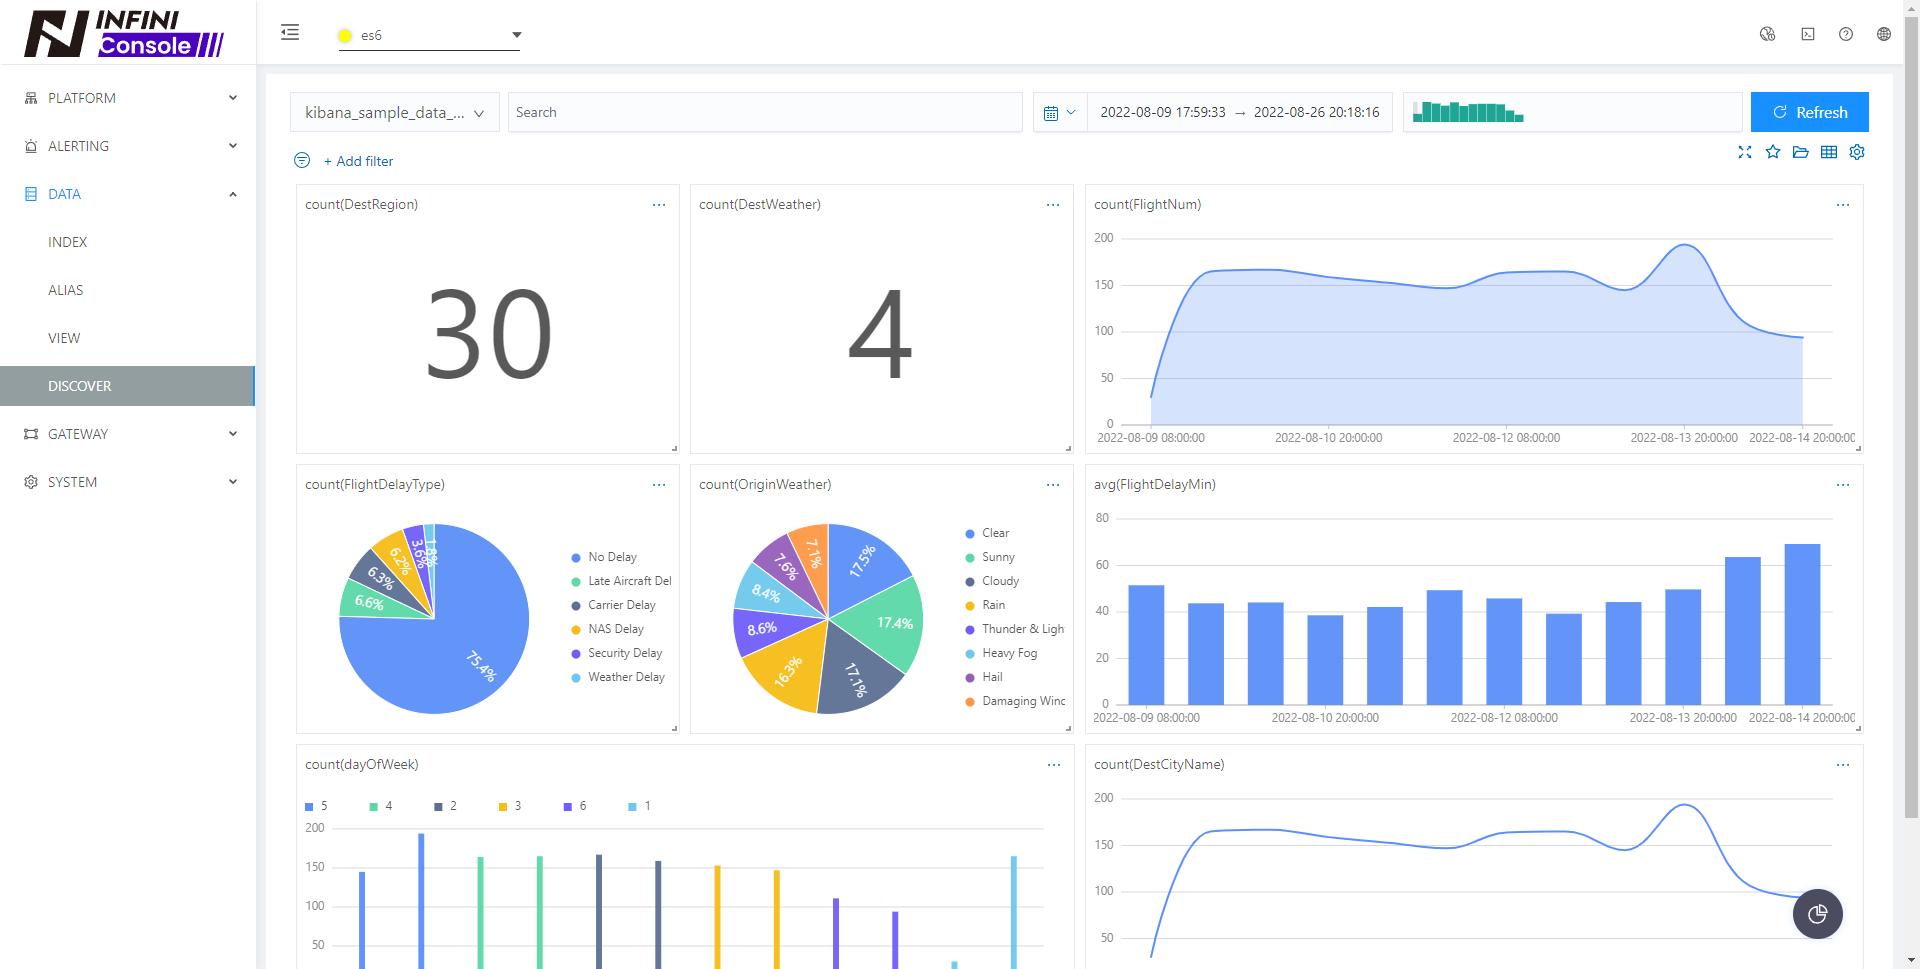 INFINI
Console
es6
PLATFORM
ALERTING
DATA
INDEX
ALIAS
VIEW
DISCOVER
GATEWAY
SYSTEM
kibana_sample_data_...
Search
2022-08-09 17:59:33 → 2022-08-26 20:18:16
Refresh
+ Add filter
count(DestRegion)
30
count(DestWeather)
4
count(FlightNum)
200
150
100
50
0
2022-08-09 08:00:00
2022-08-10 20:00:00
2022-08-12 08:00:00
2022-08-13 20:00:00
2022-08-14 20:00:00
count(FlightDelayType)
75.4%
6.6%
6.3%
6.2%
3.6%
1.8%
No Delay
Late Aircraft Del
Carrier Delay
NAS Delay
Security Delay
Weather Delay
count(OriginWeather)
17.5%
17.4%
17.1%
16.3%
8.6%
8.4%
7.6%
7.1%
Clear
Sunny
Cloudy
Rain
Thunder & Ligh
Heavy Fog
Hail
Damaging Winc
avg(FlightDelayMin)
80
60
40
20
0
2022-08-09 08:00:00
2022-08-10 20:00:00
2022-08-12 08:00:00
2022-08-13 20:00:00
2022-08-14 20:00:00
count(dayOfWeek)
5 4 2 3 6 1
200
150
100
50
count(DestCityName)
200
150
100
50